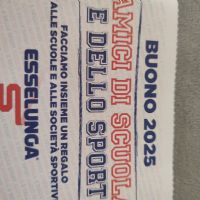 BUONO 2025
AMICI DI SCUOLA
E DELLO SPORT
FACCIAMO INSIEME UN REGALO
ALLE SCUOLE E ALLE SOCIETÀ SPORTIVE
ESSELUNGA
S